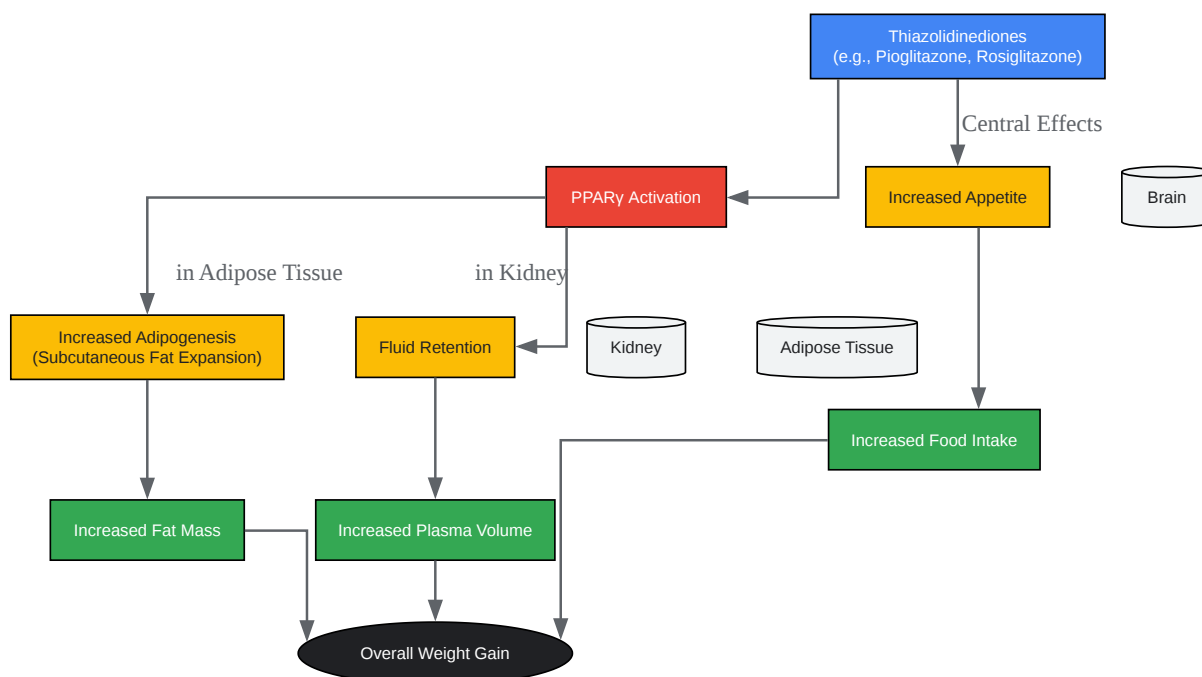 Thiazolidinediones
(e.g., Pioglitazone, Rosiglitazone)
Central Effects
PPARγ Activation
Increased Appetite
Brain
in Adipose Tissue
in Kidney
Increased Adipogenesis
(Subcutaneous Fat Expansion)
Fluid Retention
Kidney
Adipose Tissue
Increased Food Intake
Increased Fat Mass
Increased Plasma Volume
Overall Weight Gain